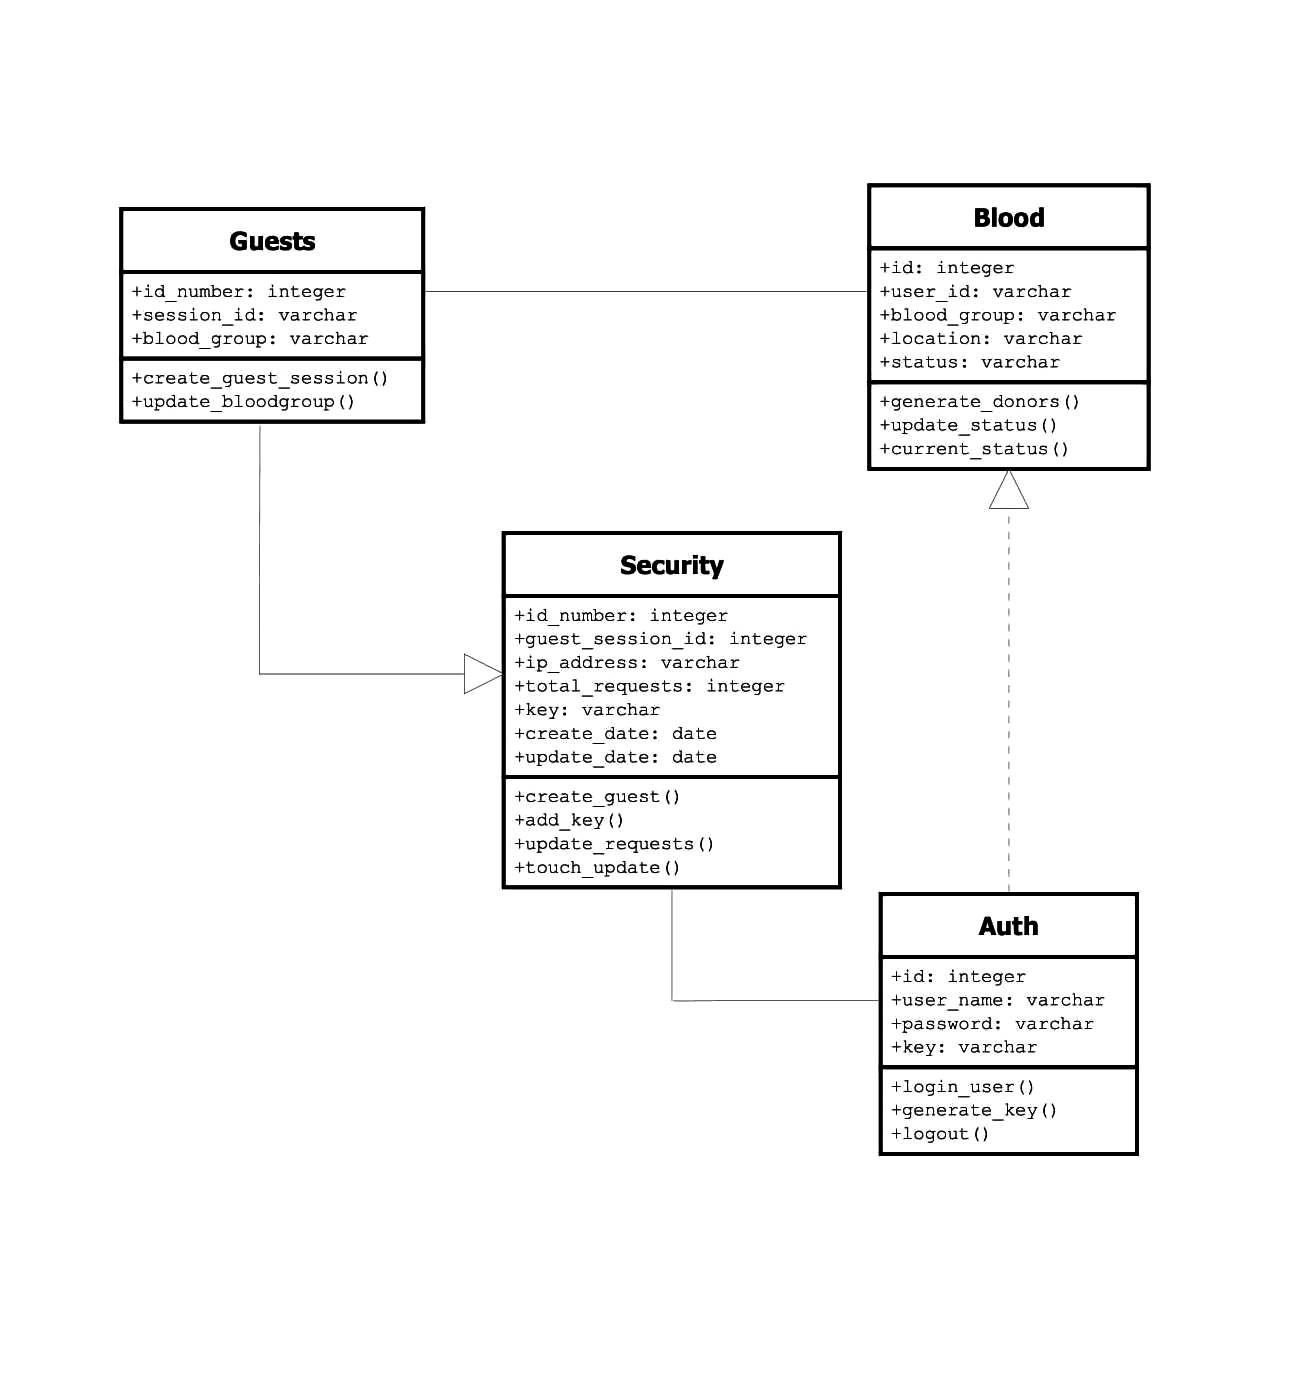 Guests
+id_number: integer
+session_id: varchar
+blood_group: varchar
+create_guest_session()
+update_bloodgroup()
Blood
+id: integer
+user_id: varchar
+blood_group: varchar
+location: varchar
+status: varchar
+generate_donors()
+update_status()
+current_status()
Security
+id_number: integer
+guest_session_id: integer
+ip_address: varchar
+total_requests: integer
+key: varchar
+create_date: date
+update_date: date
+create_guest()
+add_key()
+update_requests()
+touch_update()
Auth
+id: integer
+user_name: varchar
+password: varchar
+key: varchar
+login_user()
+generate_key()
+logout()